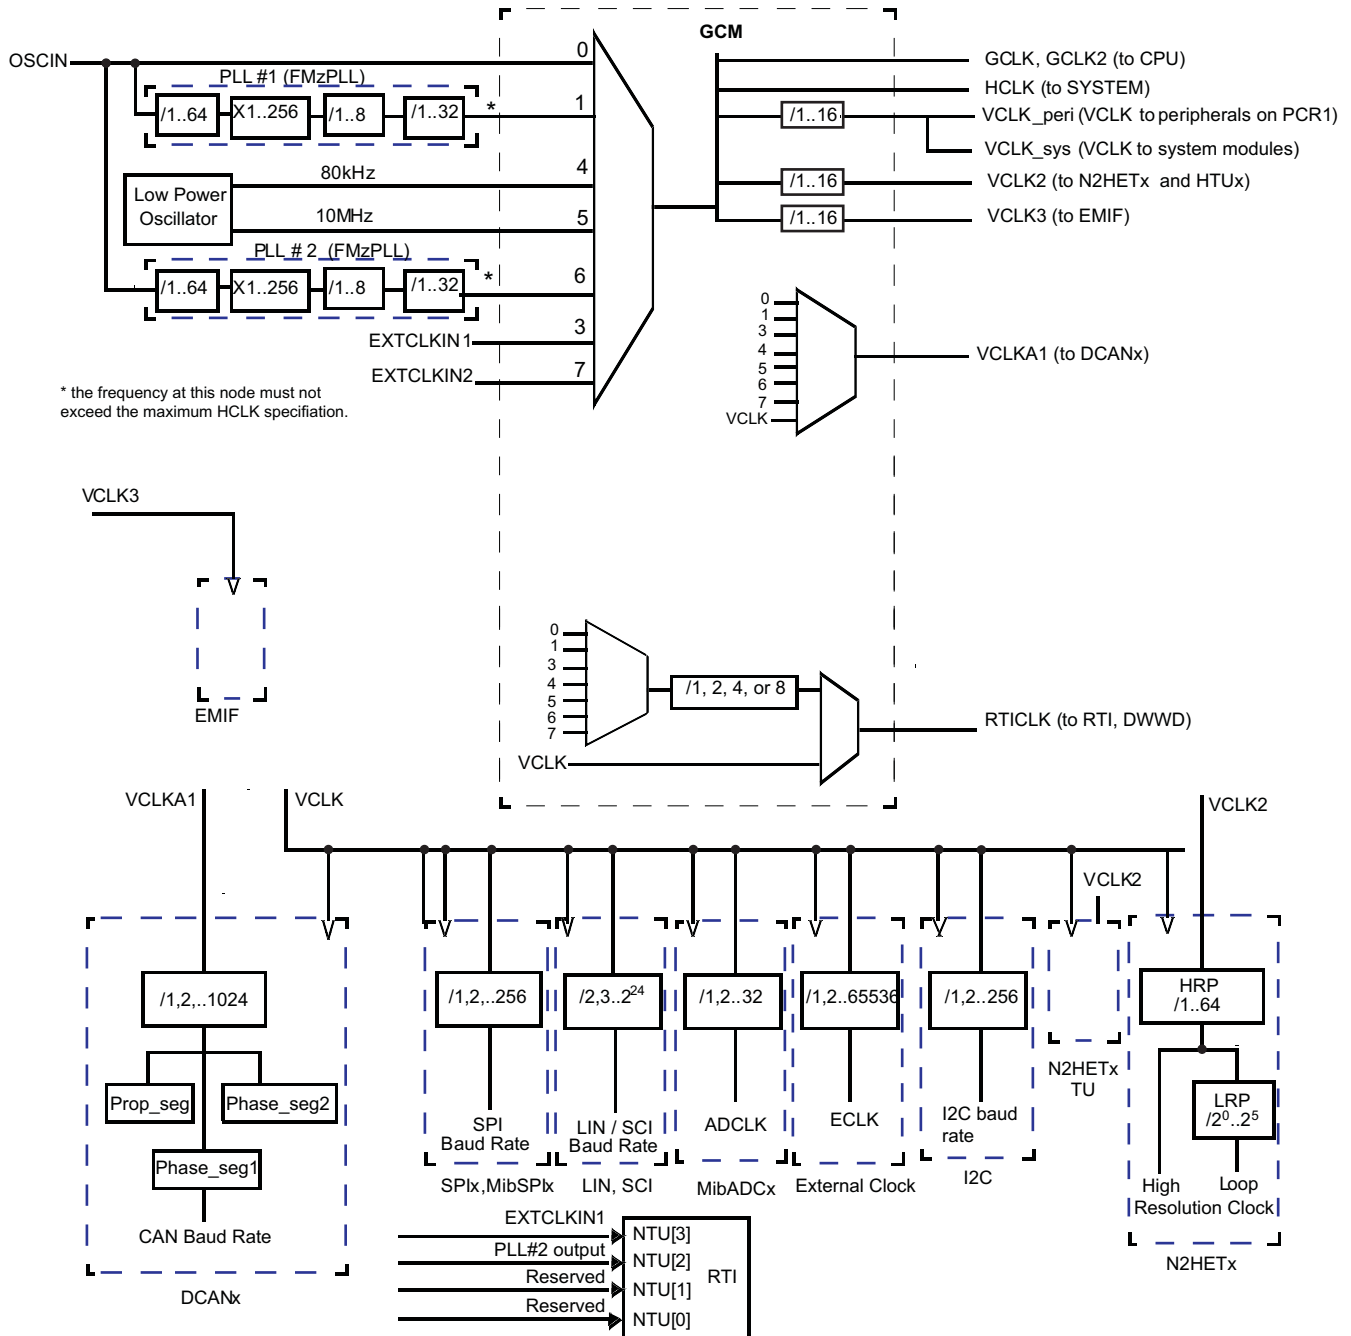 GCM
OSCIN
0
PLL #1 (FMzPLL)
/1..64
X1..256
/1..8
/1..32
*
1
Low Power
Oscillator
80kHz
4
10MHz
5
PLL # 2 (FMzPLL)
/1..64
X1..256
/1..8
/1..32
*
6
EXTCLKIN1
3
EXTCLKIN2
7
* the frequency at this node must not
exceed the maximum HCLK specifiation.
GCLK, GCLK2 (to CPU)
HCLK (to SYSTEM)
/1..16
VCLK_peri (VCLK to peripherals on PCR1)
VCLK_sys (VCLK to system modules)
/1..16
VCLK2 (to N2HETx and HTUx)
/1..16
VCLK3 (to EMIF)
0
1
3
4
5
6
7
VCLK
VCLKA1 (to DCANx)
VCLK3
EMIF
0
1
3
4
5
6
7
/1, 2, 4, or 8
VCLK
RTICLK (to RTI, DWWD)
VCLKA1
VCLK
VCLK2
VCLK2
/1,2,..1024
Prop_seg
Phase_seg2
Phase_seg1
CAN Baud Rate
DCANx
/1,2,..256
SPI
Baud Rate
SPIx,MibSPIx
/2,3..2²⁴
LIN / SCI
Baud Rate
LIN, SCI
/1,2..32
ADCLK
MibADCx
/1,2..65536
ECLK
External Clock
/1,2..256
I2C baud
rate
I2C
N2HETx
TU
HRP
/1..64
LRP
/2⁰..2⁵
High
Loop
Resolution Clock
N2HETx
EXTCLKIN1
NTU[3]
PLL#2 output
NTU[2]
RTI
Reserved
NTU[1]
Reserved
NTU[0]